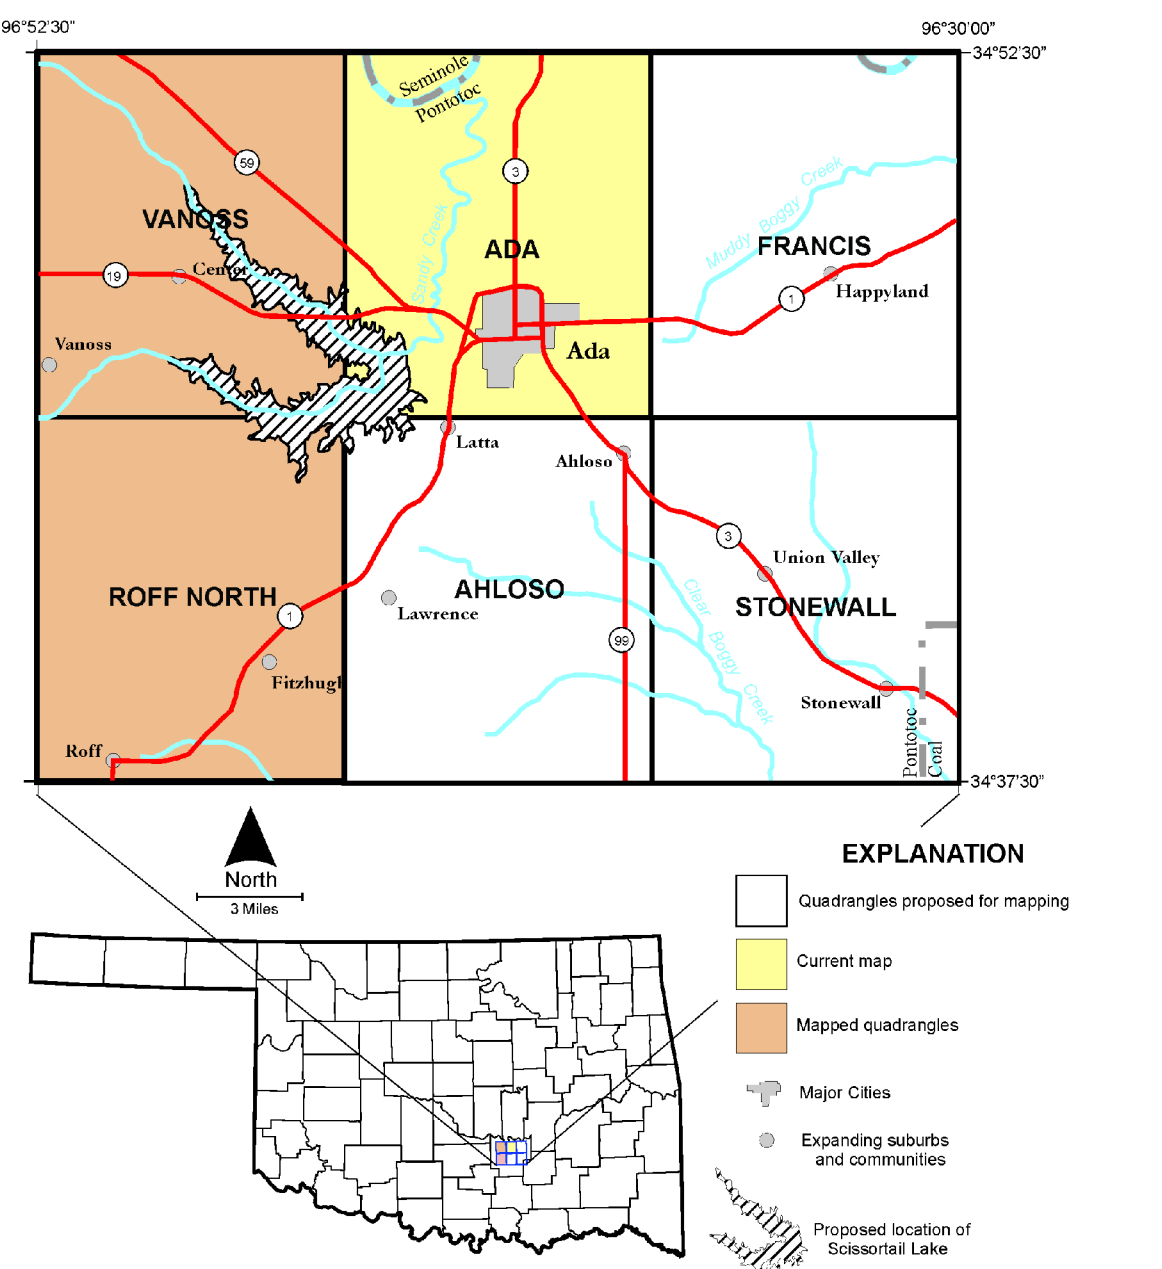 96°52'30"
96°30'00"
34°52'30"
Seminole
Pontotoc
59
3
VANOSS
Sandy Creek
ADA
Muddy Boggy Creek
FRANCIS
19
Center
Happyland
1
Vanoss
Ada
Latta
Ahloso
3
Union Valley
ROFF NORTH
1
AHLOSO
Lawrence
Clear Boggy Creek
STONEWALL
99
Fitzhugh
Stonewall
Roff
Pontotoc
Coal
34°37'30"
North
3 Miles
EXPLANATION
Quadrangles proposed for mapping
Current map
Mapped quadrangles
Major Cities
Expanding suburbs
and communities
Proposed location of
Scissortail Lake